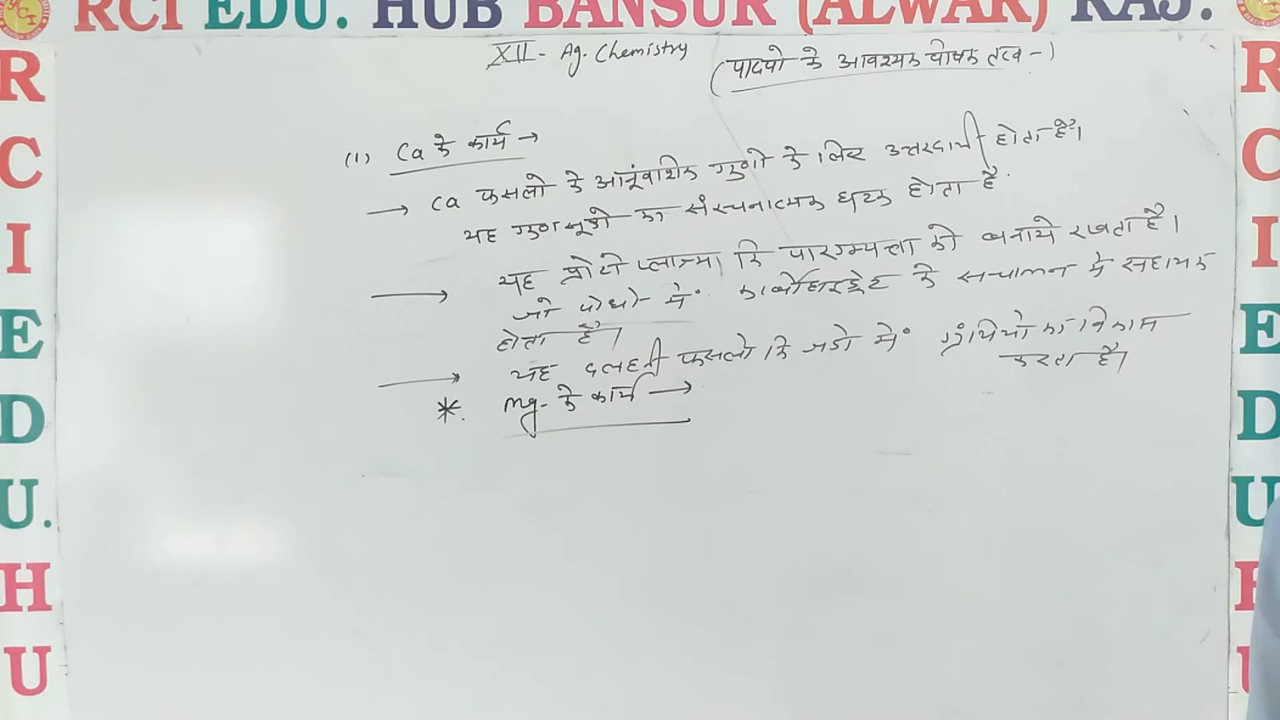 RCI EDU. HUB BANSUR (ALWAR) RAJ.
XII - Ag. Chemistry
(पादपो के आवश्यक पोषक तत्व -)
(1) Ca के कार्य →
→ Ca फसलो के आनुंवाशिक गुणो के लिए उत्तरदायी होता है।
यह गुणसूत्रो का संरचनात्मक घटक होता है.
→ यह प्रोटो प्लाज्मा कि पारगम्यता को बनाये रखता है।
जो पोधो में कार्बोहाइड्रेट के संचालन मे सहायक
होता है।
→ यह दलहनी फसलो कि जडो में ग्रंथियो का विकास
करता है।
*. mg - के कार्य →
R
C
I
E
D
U.
H
U
R
C
I
E
D
U